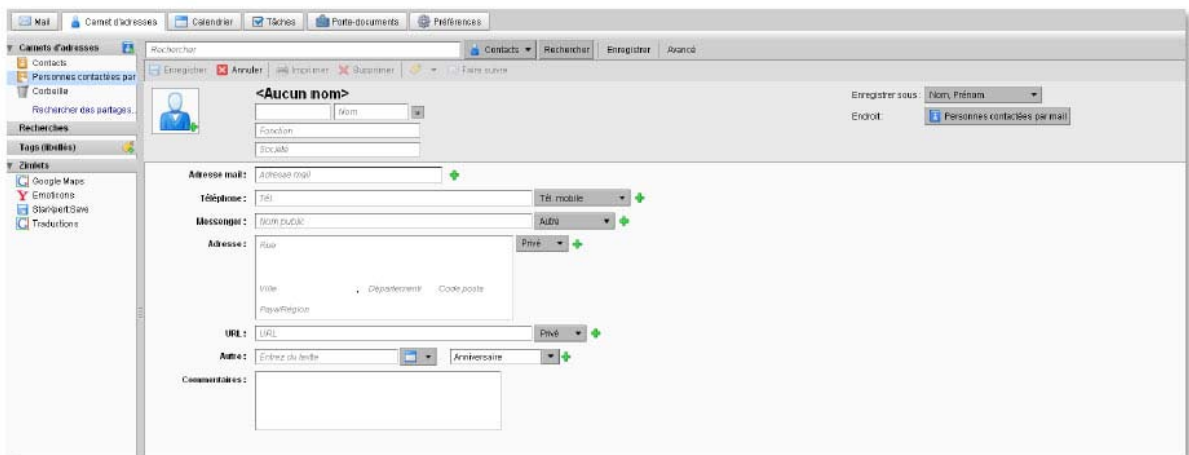 Mail Carnet d'adresses Calendrier Tâches Porte-documents Préférences
Carnets d'adresses
Rechercher Contacts Rechercher Enregistrer Avancé
Contacts
Personnes contactées par
Corbeille
Rechercher des partages...
Recherches
Tags (libellés)
Zimlets
Google Maps
Emoticons
Traductions
Enregistrer Annuler Imprimer Supprimer Faire suivre
<Aucun nom>
Enregistrer sous : Nom, Prénom
Nom
Endroit: Personnes contactées par mail
Fonction
Société
Adresse mail : Adresse mail
Téléphone : Tél. Tél. mobile
Messenger : Nom public Autre
Adresse : Rue Privé
Ville , Département Code posta
Pays/Région
URL : URL Privé
Autre : Entrez du texte Anniversaire
Commentaires :